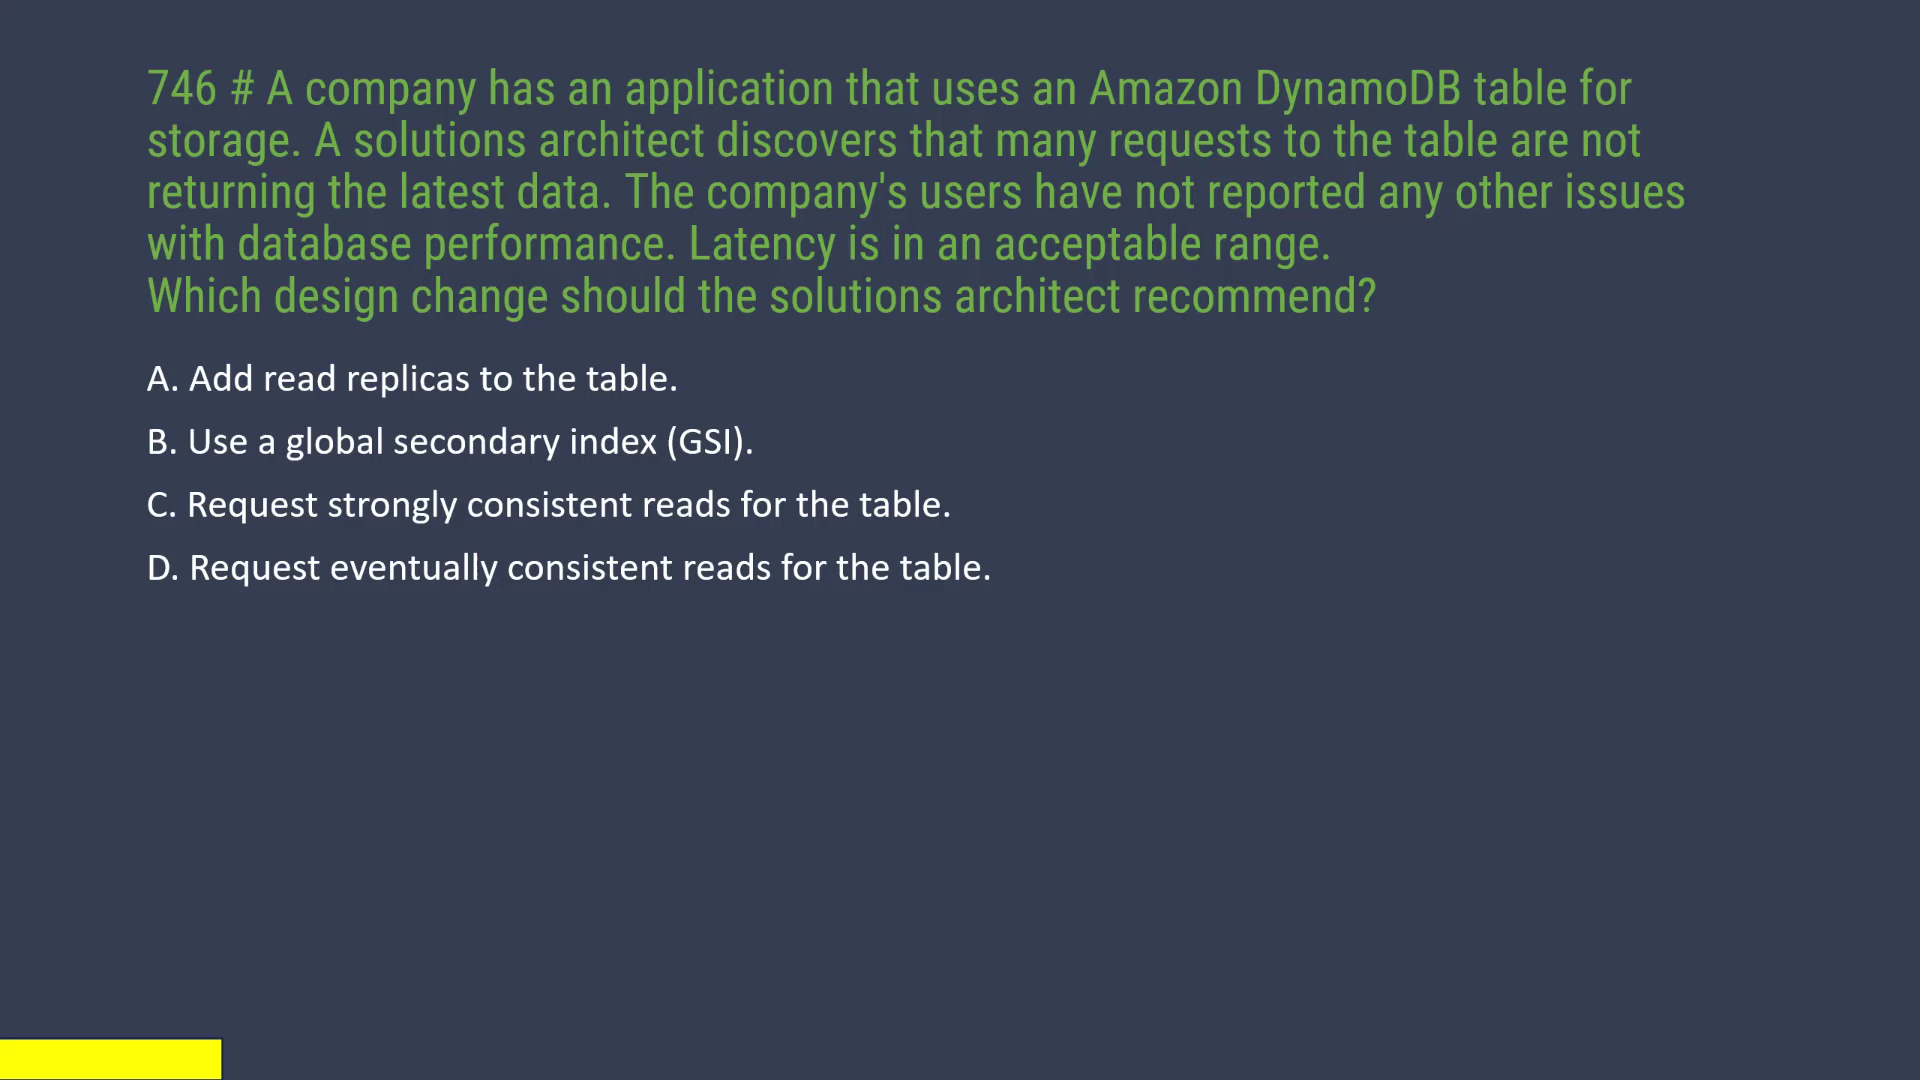 746 # A company has an application that uses an Amazon DynamoDB table for
storage. A solutions architect discovers that many requests to the table are not
returning the latest data. The company's users have not reported any other issues
with database performance. Latency is in an acceptable range.
Which design change should the solutions architect recommend?
A. Add read replicas to the table.
B. Use a global secondary index (GSI).
C. Request strongly consistent reads for the table.
D. Request eventually consistent reads for the table.